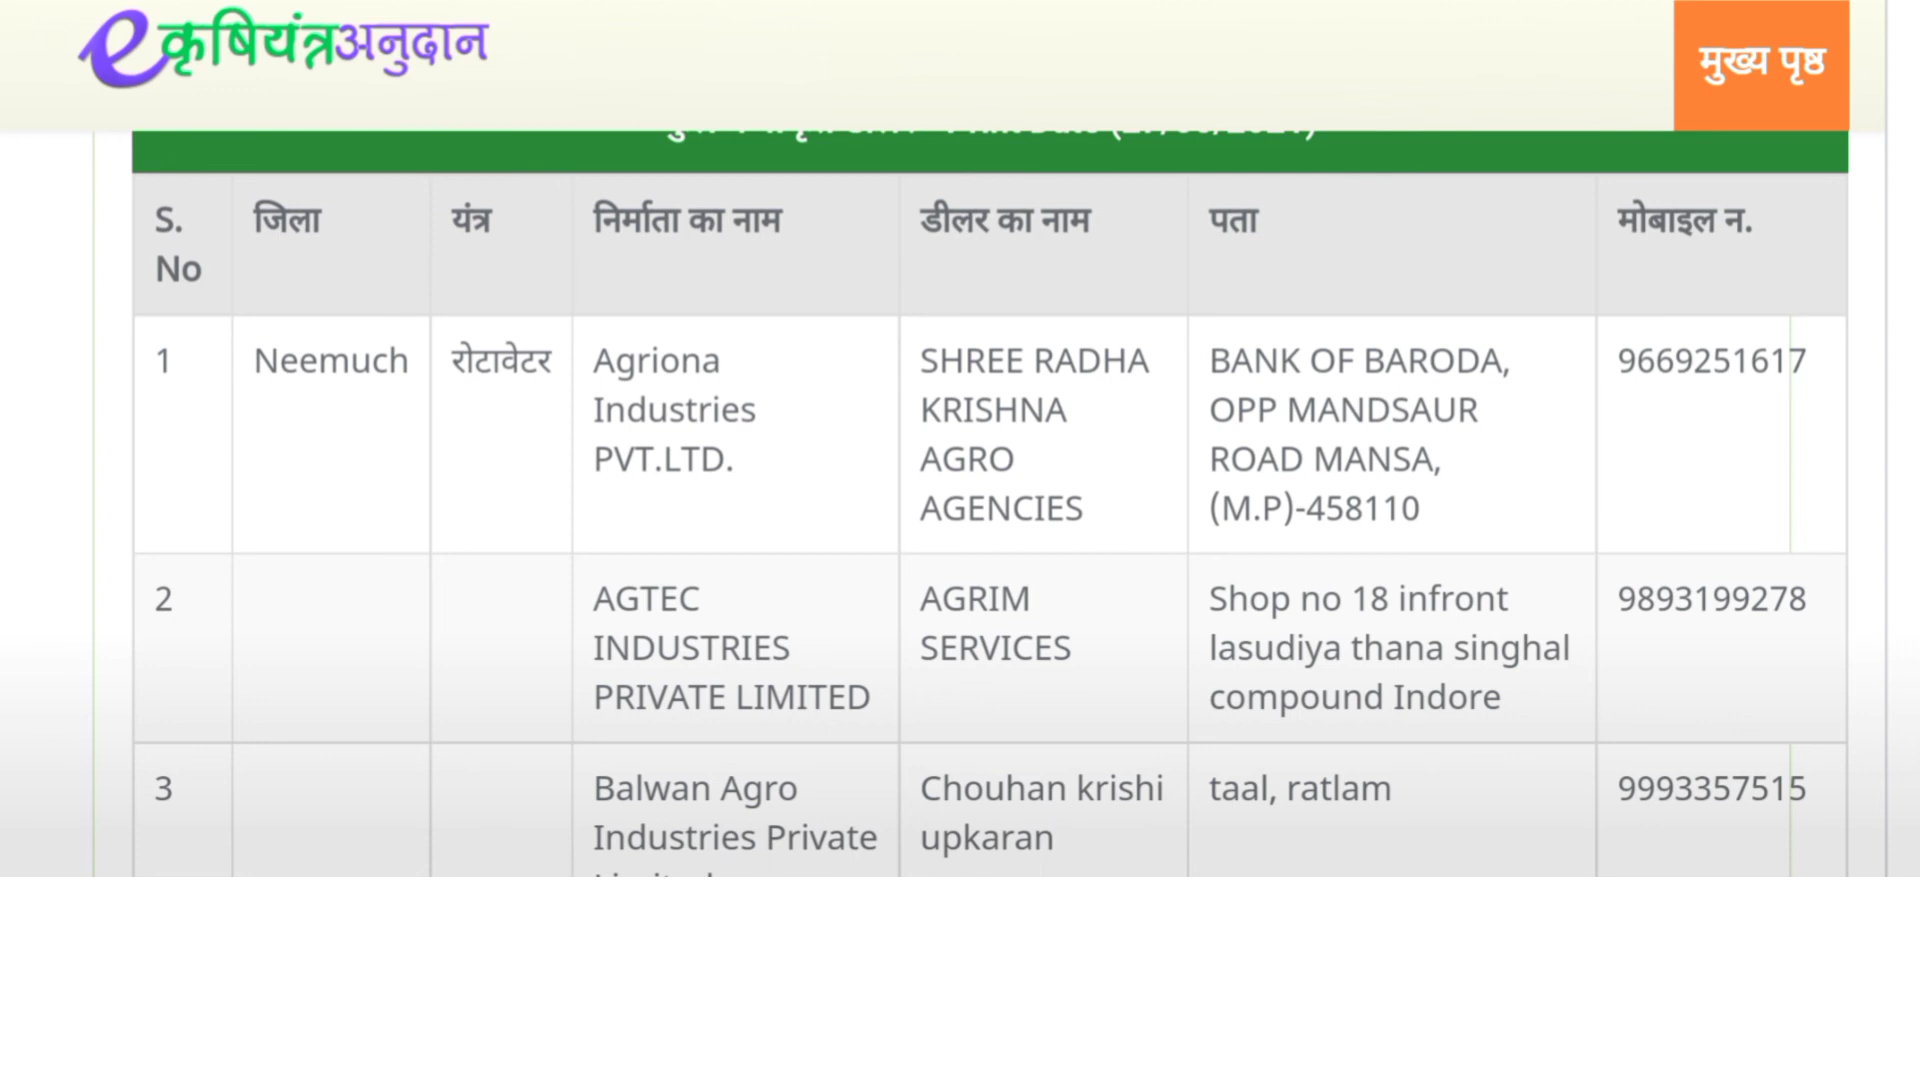 eकृषियंत्रअनुदान
मुख्य पृष्ठ
S. No
जिला
यंत्र
निर्माता का नाम
डीलर का नाम
पता
मोबाइल न.
1
Neemuch
रोटावेटर
Agriona
Industries
PVT.LTD.
SHREE RADHA
KRISHNA
AGRO
AGENCIES
BANK OF BARODA,
OPP MANDSAUR
ROAD MANSA,
(M.P)-458110
9669251617
2
AGTEC
INDUSTRIES
PRIVATE LIMITED
AGRIM
SERVICES
Shop no 18 infront
lasudiya thana singhal
compound Indore
9893199278
3
Balwan Agro
Industries Private
Chouhan krishi
upkaran
taal, ratlam
9993357515